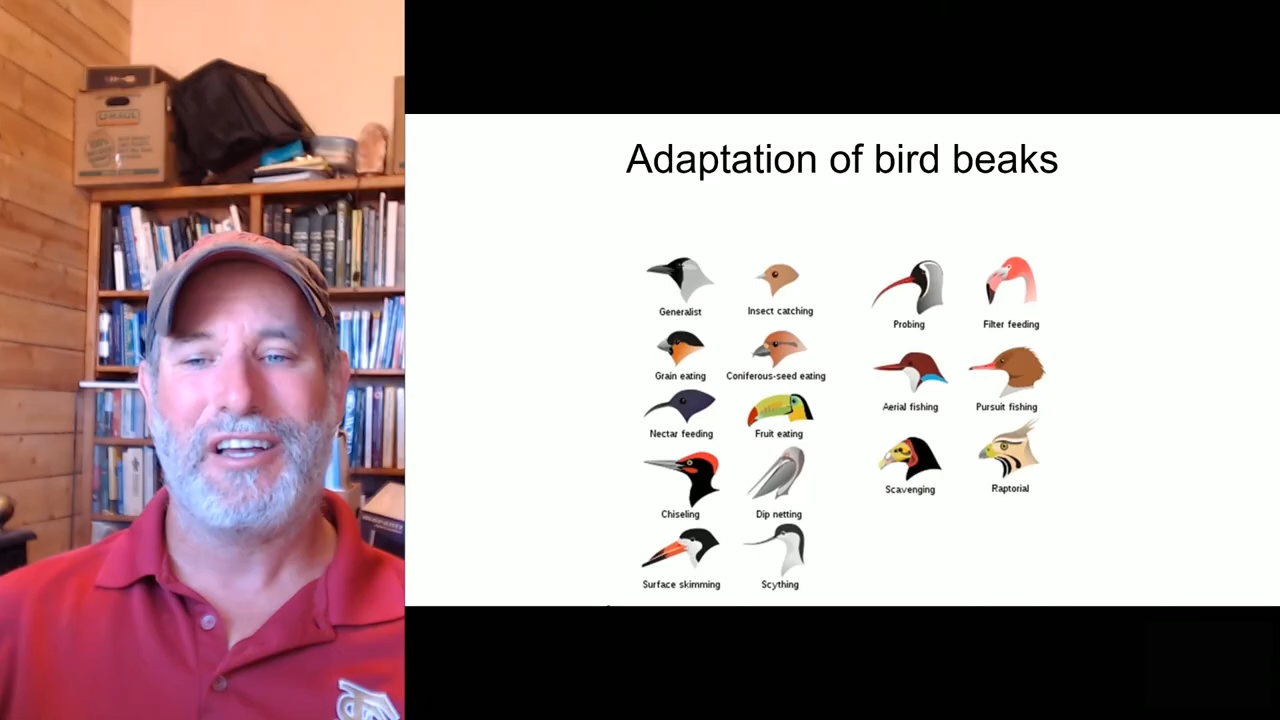 U-HAUL
Adaptation of bird beaks
Generalist
Insect catching
Probing
Filter feeding
Grain eating
Coniferous-seed eating
Aerial fishing
Pursuit fishing
Nectar feeding
Fruit eating
Scavenging
Raptorial
Chiseling
Dip netting
Surface skimming
Scything